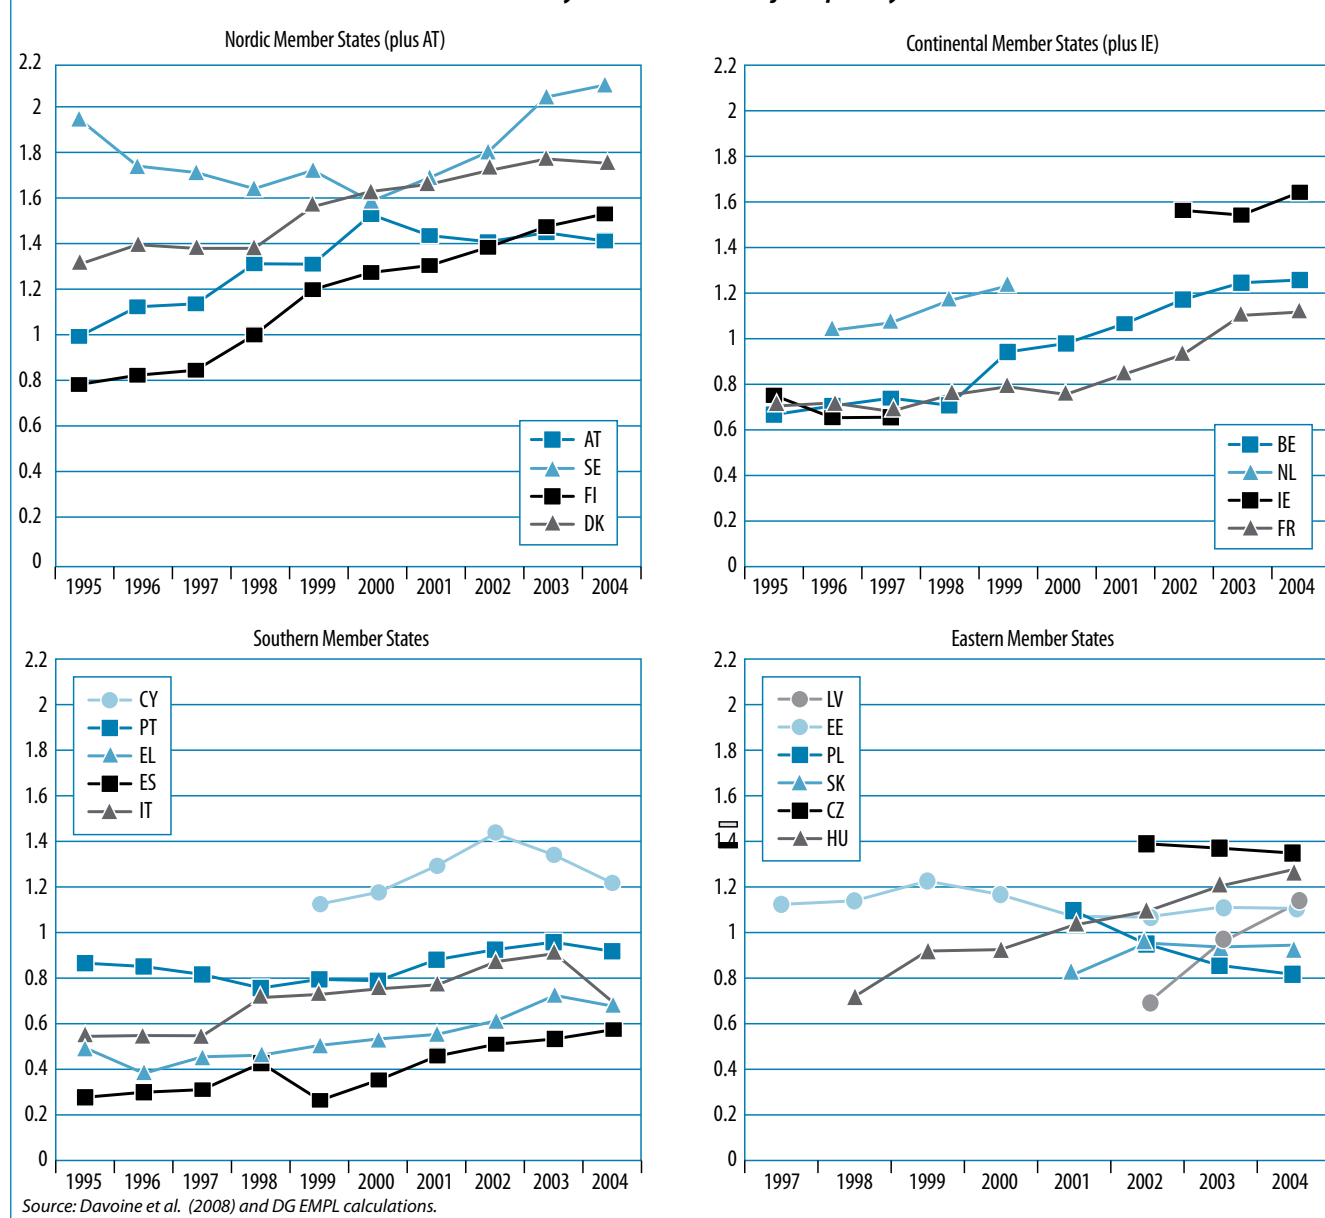 Nordic Member States (plus AT)
2.2
2
1.8
1.6
1.4
1.2
1
0.8
0.6
0.4
0.2
0
AT
SE
FI
DK
1995 1996 1997 1998 1999 2000 2001 2002 2003 2004
Continental Member States (plus IE)
2.2
2
1.8
1.6
1.4
1.2
1
0.8
0.6
0.4
0.2
0
BE
NL
IE
FR
1995 1996 1997 1998 1999 2000 2001 2002 2003 2004
Southern Member States
2.2
2
1.8
1.6
1.4
1.2
1
0.8
0.6
0.4
0.2
0
CY
PT
EL
ES
IT
1995 1996 1997 1998 1999 2000 2001 2002 2003 2004
Eastern Member States
2.2
2
1.8
1.6
1.4
1.2
1
0.8
0.6
0.4
0.2
0
LV
EE
PL
SK
CZ
HU
1997 1998 1999 2000 2001 2002 2003 2004
Source: Davoine et al. (2008) and DG EMPL calculations.